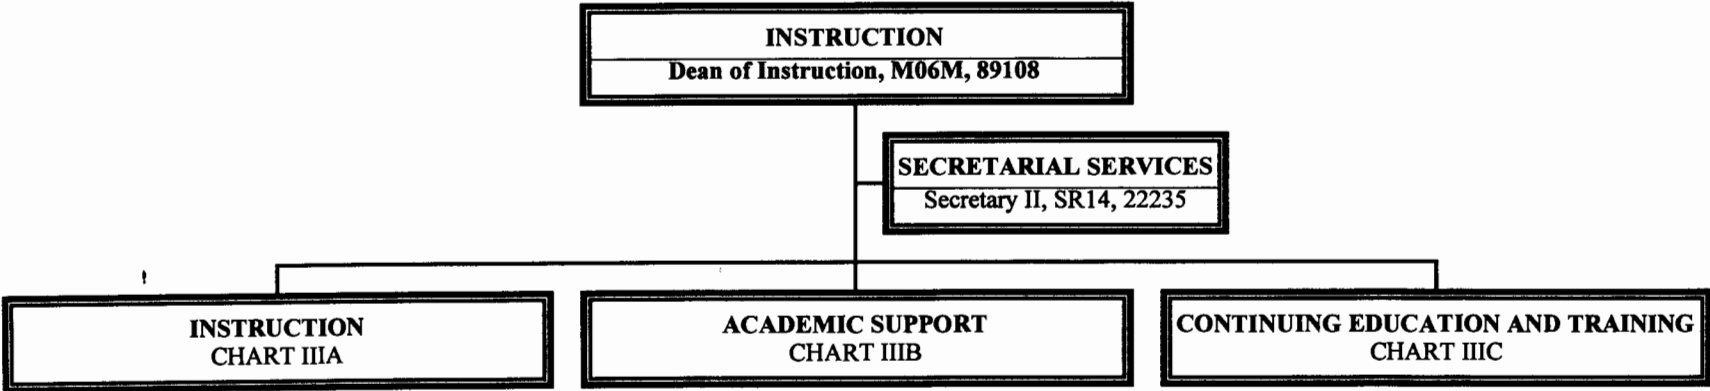 INSTRUCTION
Dean of Instruction, M06M, 89108
SECRETARIAL SERVICES
Secretary II, SR14, 22235
INSTRUCTION
CHART IIIA
ACADEMIC SUPPORT
CHART IIIB
CONTINUING EDUCATION AND TRAINING
CHART IIIC